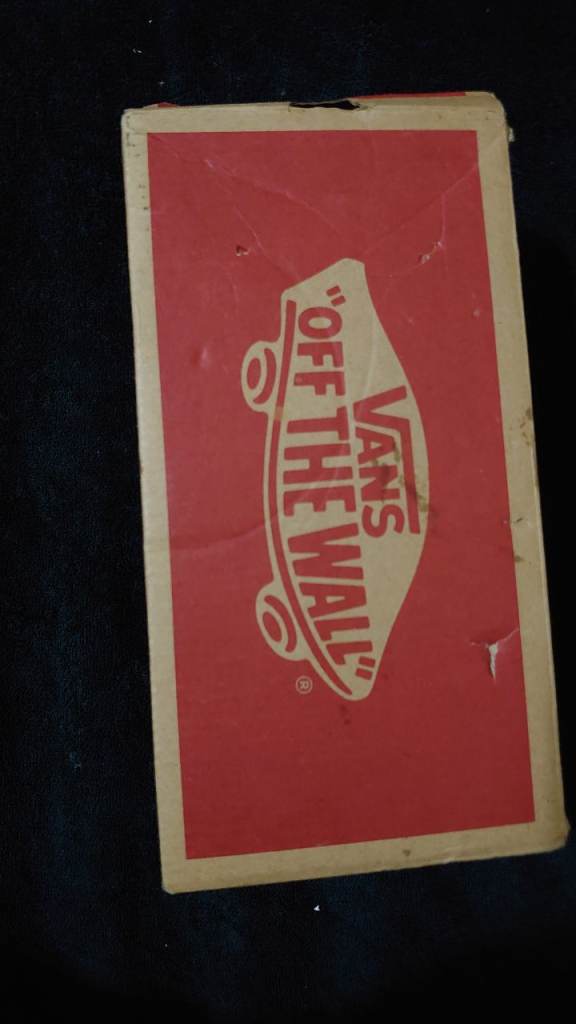 VANS
"OFF THE WALL"
®